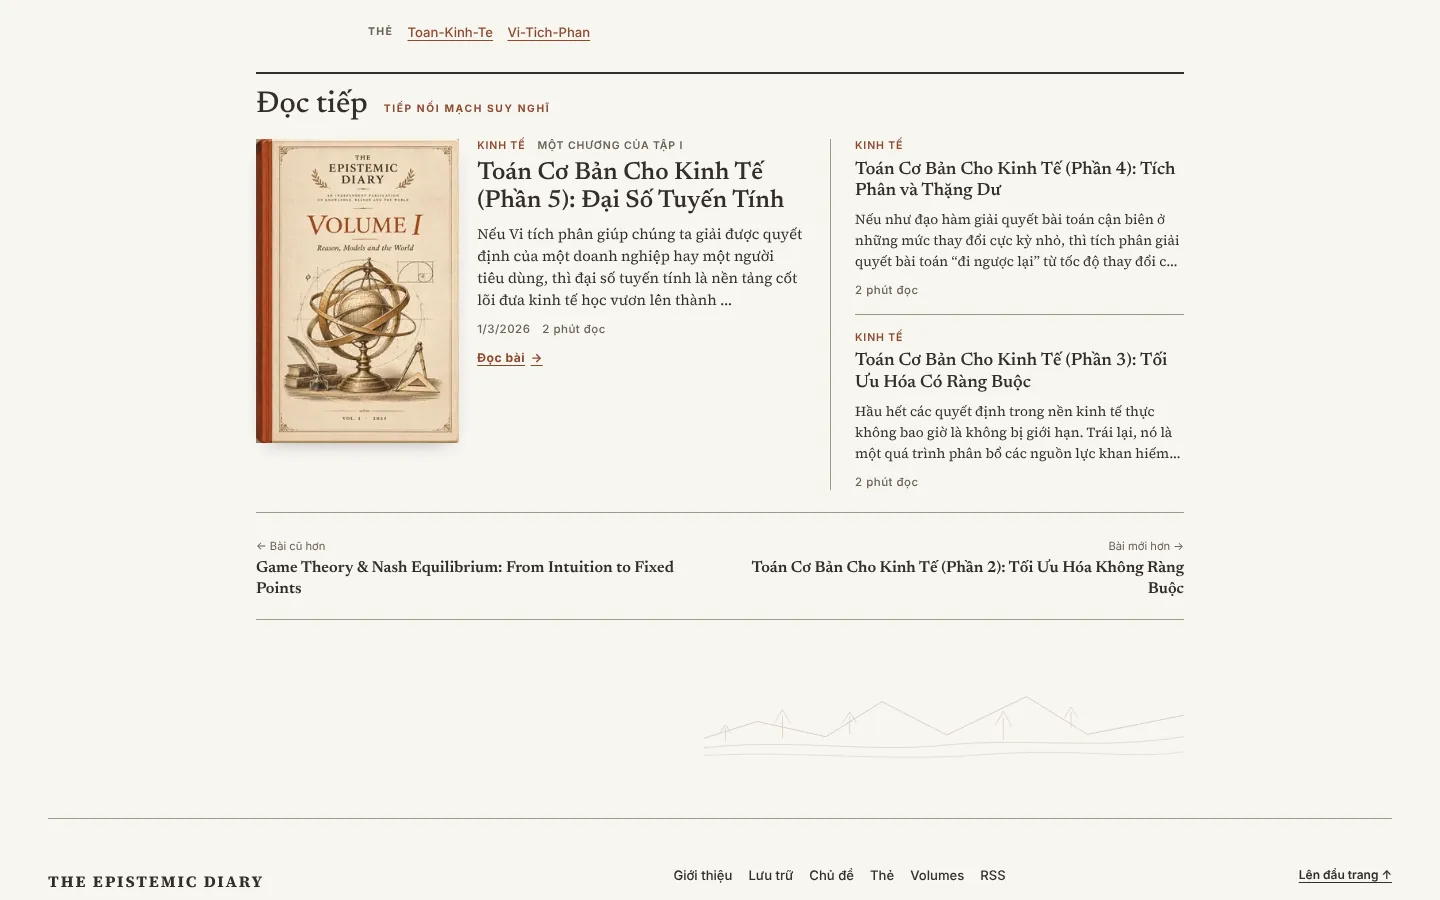 THẺ Toan-Kinh-Te Vi-Tich-Phan
Đọc tiếp TIẾP NỐI MẠCH SUY NGHĨ
THE
EPISTEMIC
DIARY
AN INDEPENDENT PUBLICATION
OF KNOWLEDGE, REASON AND THE WORLD
VOLUME I
Reason, Models and the World
VOL. I · 2025
KINH TẾ MỘT CHƯƠNG CỦA TẬP I
Toán Cơ Bản Cho Kinh Tế
(Phần 5): Đại Số Tuyến Tính
Nếu Vi tích phân giúp chúng ta giải được quyết
định của một doanh nghiệp hay một người
tiêu dùng, thì đại số tuyến tính là nền tảng cốt
lõi đưa kinh tế học vươn lên thành ...
1/3/2026 2 phút đọc
Đọc bài →
KINH TẾ
Toán Cơ Bản Cho Kinh Tế (Phần 4): Tích
Phân và Thặng Dư
Nếu như đạo hàm giải quyết bài toán cận biên ở
những mức thay đổi cực kỳ nhỏ, thì tích phân giải
quyết bài toán “đi ngược lại” từ tốc độ thay đổi c...
2 phút đọc
KINH TẾ
Toán Cơ Bản Cho Kinh Tế (Phần 3): Tối
Ưu Hóa Có Ràng Buộc
Hầu hết các quyết định trong nền kinh tế thực
không bao giờ là không bị giới hạn. Trái lại, nó là
một quá trình phân bổ các nguồn lực khan hiếm...
2 phút đọc
← Bài cũ hơn
Game Theory & Nash Equilibrium: From Intuition to Fixed
Points
Bài mới hơn →
Toán Cơ Bản Cho Kinh Tế (Phần 2): Tối Ưu Hóa Không Ràng
Buộc
THE EPISTEMIC DIARY
Giới thiệu Lưu trữ Chủ đề Thẻ Volumes RSS
Lên đầu trang ↑